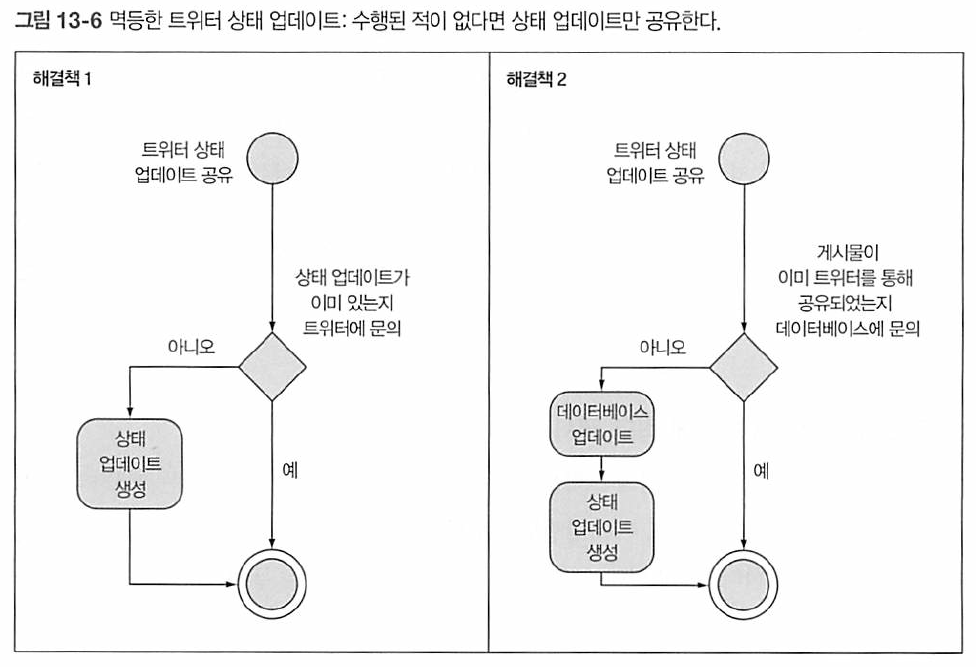 그림 13-6 멱등한 트위터 상태 업데이트: 수행된 적이 없다면 상태 업데이트만 공유한다.
해결책 1
트위터 상태
업데이트 공유
상태 업데이트가
이미 있는지
트위터에 문의
아니오
상태
업데이트
생성
예
해결책 2
트위터 상태
업데이트 공유
게시물이
이미 트위터를 통해
공유되었는지
데이터베이스에 문의
아니오
데이터베이스
업데이트
상태
업데이트
생성
예